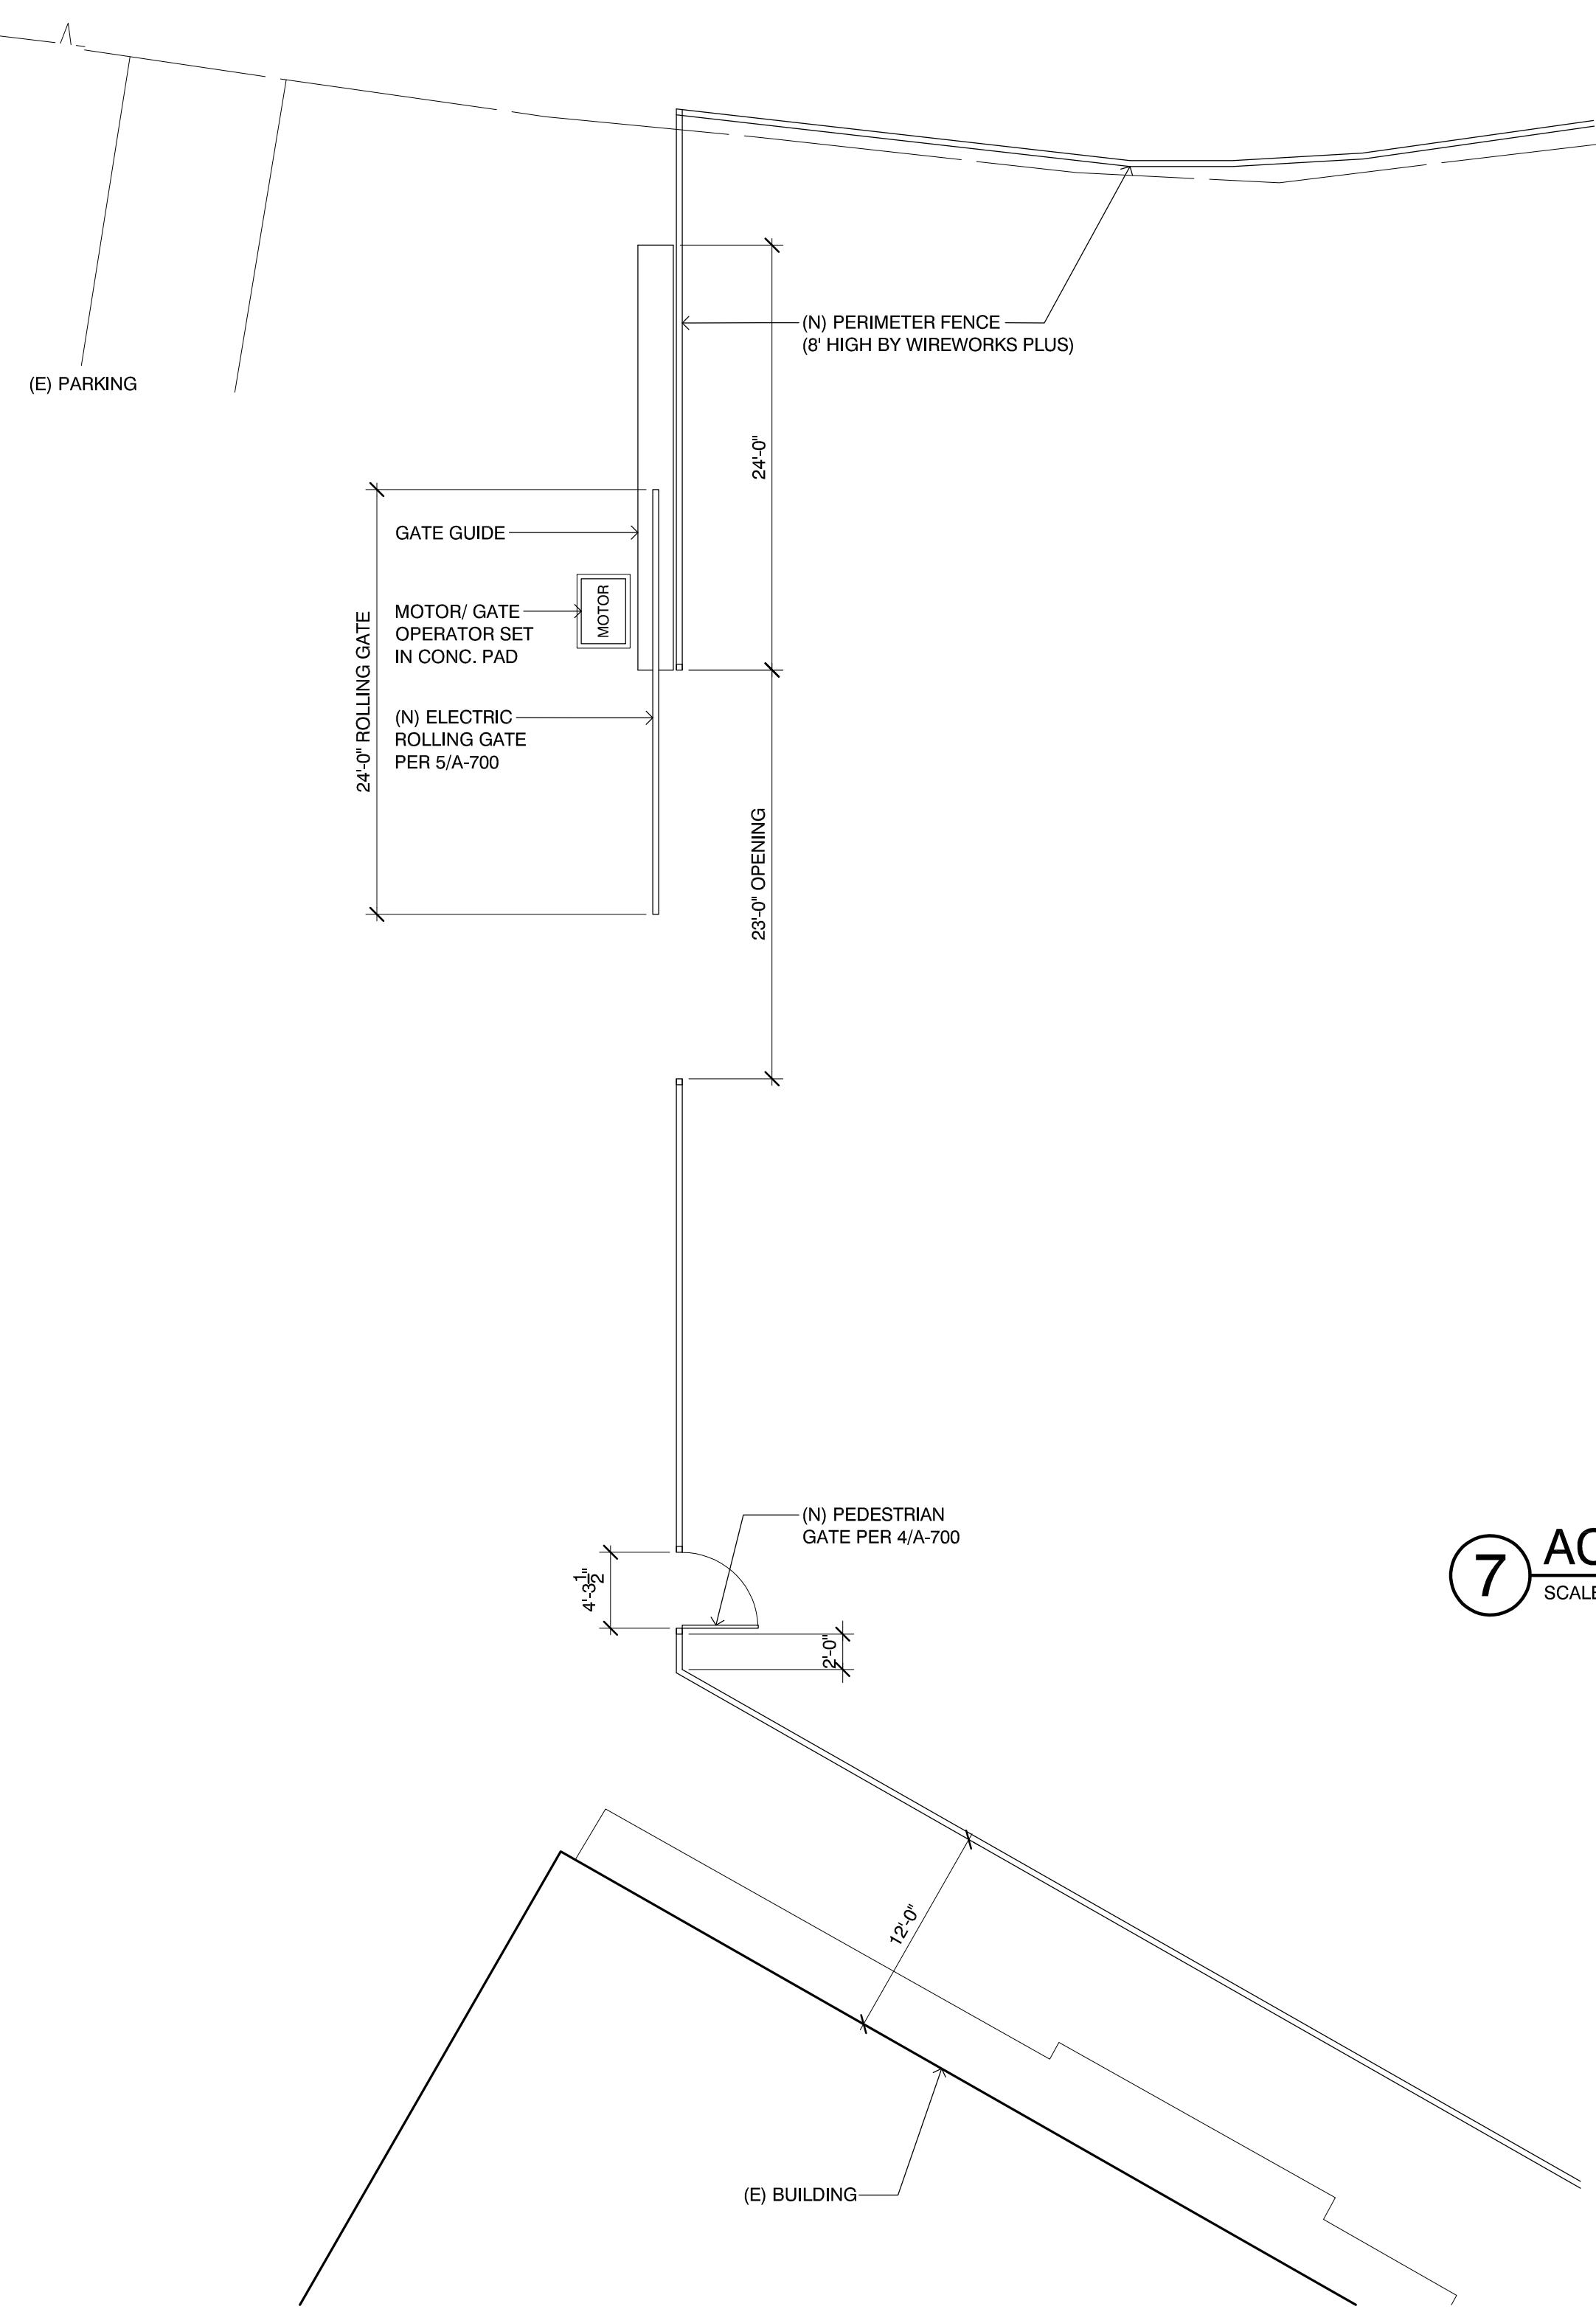 (N) PERIMETER FENCE
(8' HIGH BY WIREWORKS PLUS)
(E) PARKING
24'-0"
GATE GUIDE
MOTOR
MOTOR/ GATE
OPERATOR SET
IN CONC. PAD
24'-0" ROLLING GATE
(N) ELECTRIC
ROLLING GATE
PER 5/A-700
23'-0" OPENING
(N) PEDESTRIAN
GATE PER 4/A-700
7
AC
SCALE
4'-3 1/2"
2'-0"
12'-0"
(E) BUILDING